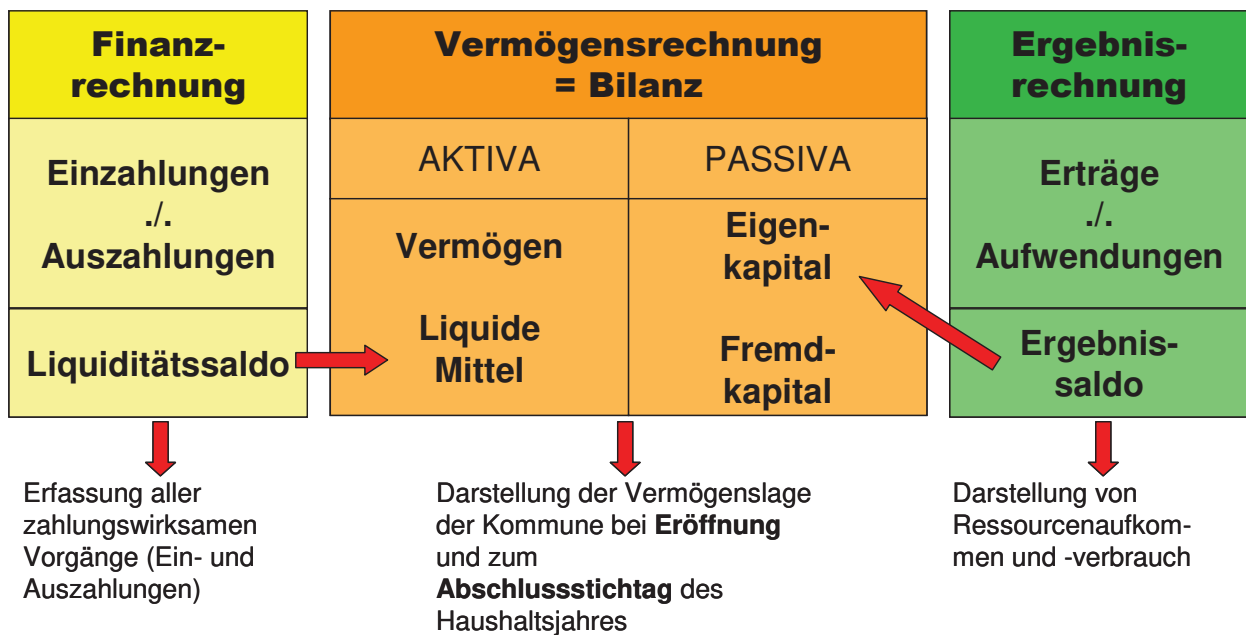 Finanz-
rechnung
Einzahlungen
./.
Auszahlungen
Liquiditätssaldo
Erfassung aller
zahlungswirksamen
Vorgänge (Ein- und
Auszahlungen)
Vermögensrechnung
= Bilanz
AKTIVA
PASSIVA
Vermögen
Liquide
Mittel
Eigen-
kapital
Fremd-
kapital
Darstellung der Vermögenslage
der Kommune bei Eröffnung
und zum
Abschlussstichtag des
Haushaltsjahres
Ergebnis-
rechnung
Erträge
./.
Aufwendungen
Ergebnis-
saldo
Darstellung von
Ressourcenaufkom-
men und -verbrauch